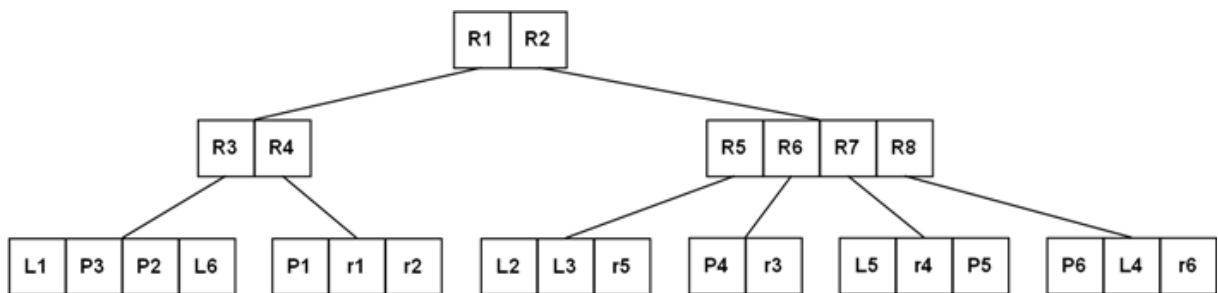 R1 R2
R3 R4 R5 R6 R7 R8
L1 P3 P2 L6 P1 r1 r2 L2 L3 r5 P4 r3 L5 r4 P5 P6 L4 r6